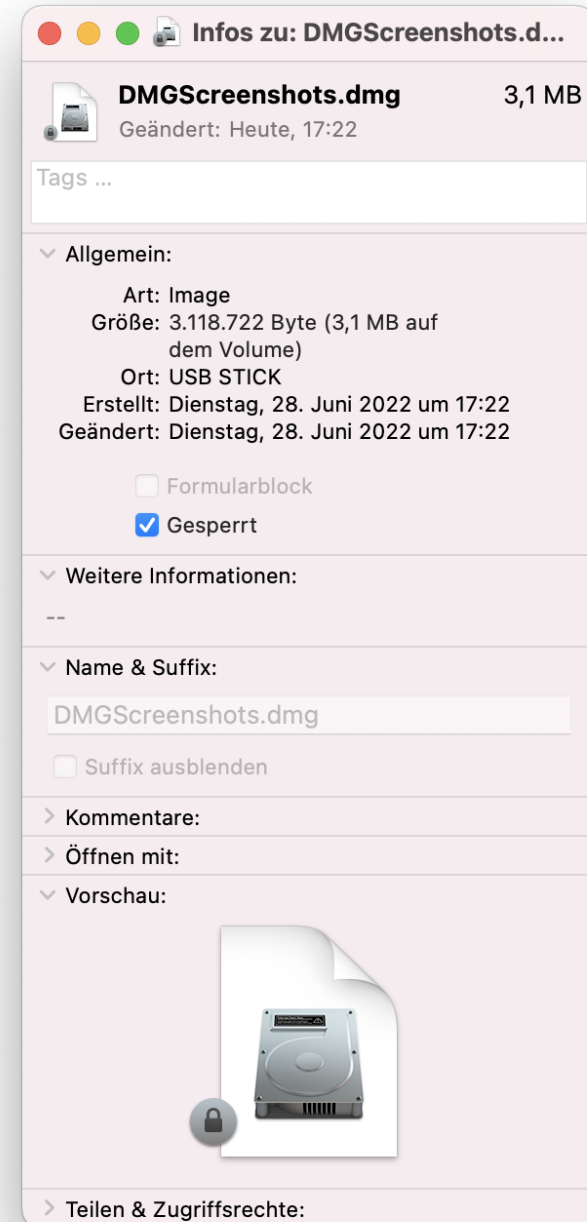 Infos zu: DMGScreenshots.d...
DMGScreenshots.dmg 3,1 MB
Geändert: Heute, 17:22
Tags ...
Allgemein:
Art: Image
Größe: 3.118.722 Byte (3,1 MB auf
dem Volume)
Ort: USB STICK
Erstellt: Dienstag, 28. Juni 2022 um 17:22
Geändert: Dienstag, 28. Juni 2022 um 17:22
Formularblock
Gesperrt
Weitere Informationen:
--
Name & Suffix:
DMGScreenshots.dmg
Suffix ausblenden
Kommentare:
Öffnen mit:
Vorschau:
Teilen & Zugriffsrechte: